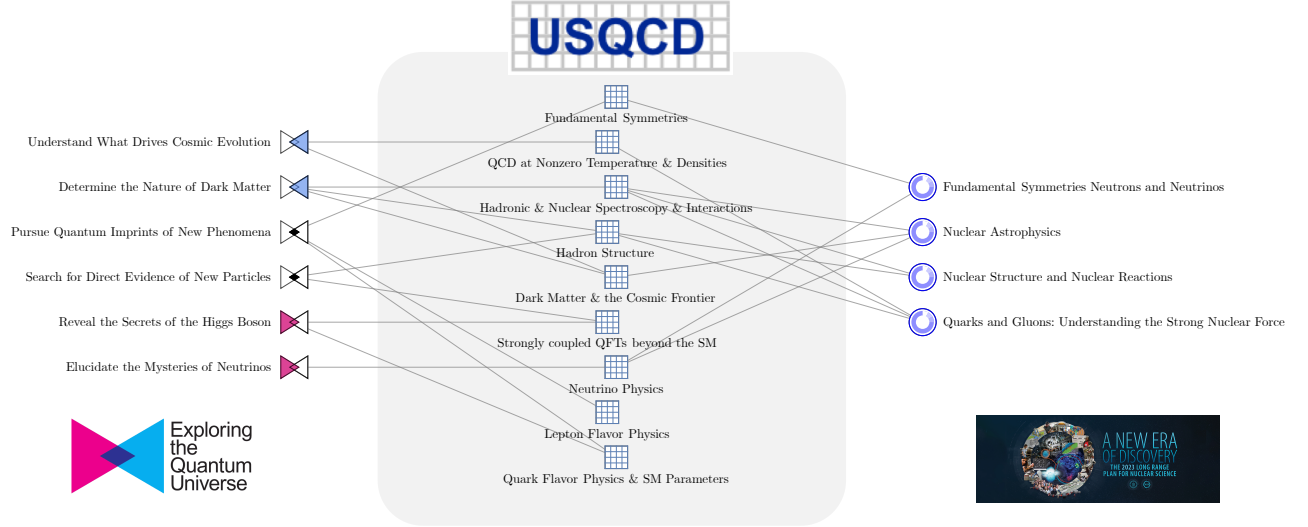 USQCD
Fundamental Symmetries
QCD at Nonzero Temperature & Densities
Hadronic & Nuclear Spectroscopy & Interactions
Hadron Structure
Dark Matter & the Cosmic Frontier
Strongly coupled QFTs beyond the SM
Neutrino Physics
Lepton Flavor Physics
Quark Flavor Physics & SM Parameters
Understand What Drives Cosmic Evolution
Determine the Nature of Dark Matter
Pursue Quantum Imprints of New Phenomena
Search for Direct Evidence of New Particles
Reveal the Secrets of the Higgs Boson
Elucidate the Mysteries of Neutrinos
Fundamental Symmetries Neutrons and Neutrinos
Nuclear Astrophysics
Nuclear Structure and Nuclear Reactions
Quarks and Gluons: Understanding the Strong Nuclear Force
Exploring
the
Quantum
Universe
A NEW ERA
OF DISCOVERY
THE 2023 LONG RANGE
PLAN FOR NUCLEAR SCIENCE